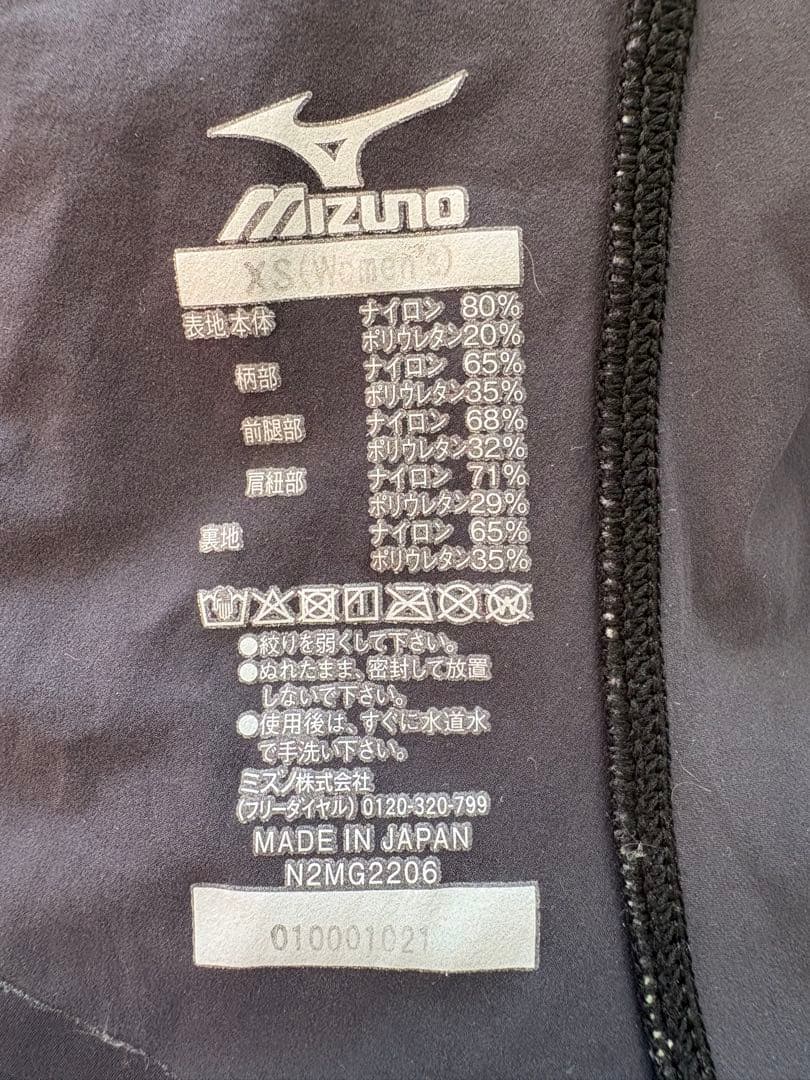 MIZUNO
XS(Women's)
表地 本体 ナイロン 80%
ポリウレタン20%
柄部 ナイロン 65%
ポリウレタン35%
前腿部 ナイロン 68%
ポリウレタン32%
肩紐部 ナイロン 71%
ポリウレタン29%
裏地 ナイロン 65%
ポリウレタン35%
●絞りを弱くして下さい。
●ぬれたまま、密封して放置
しないで下さい。
●使用後は、すぐに水道水
で手洗い下さい。
ミズノ株式会社
(フリーダイヤル) 0120-320-799
MADE IN JAPAN
N2MG2206
010001021